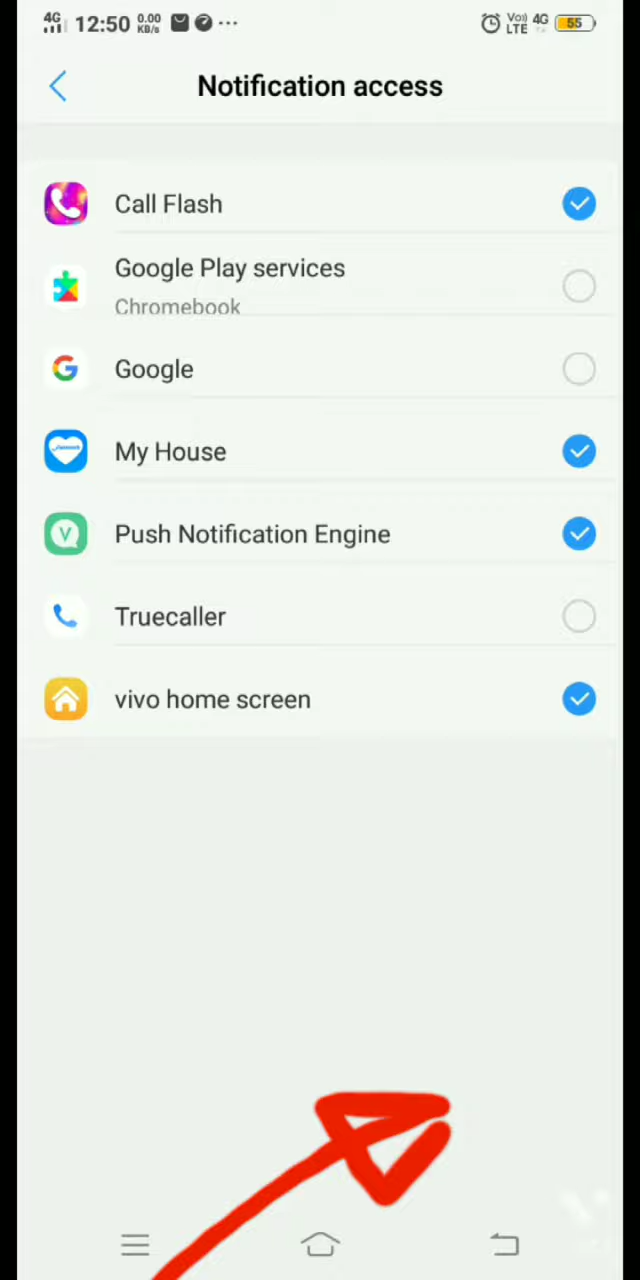 4G 12:50 0.00 KB/s ... Vo)) LTE 4G 55
Notification access
Call Flash
Google Play services
Chromebook
Google
My House
Push Notification Engine
Truecaller
vivo home screen